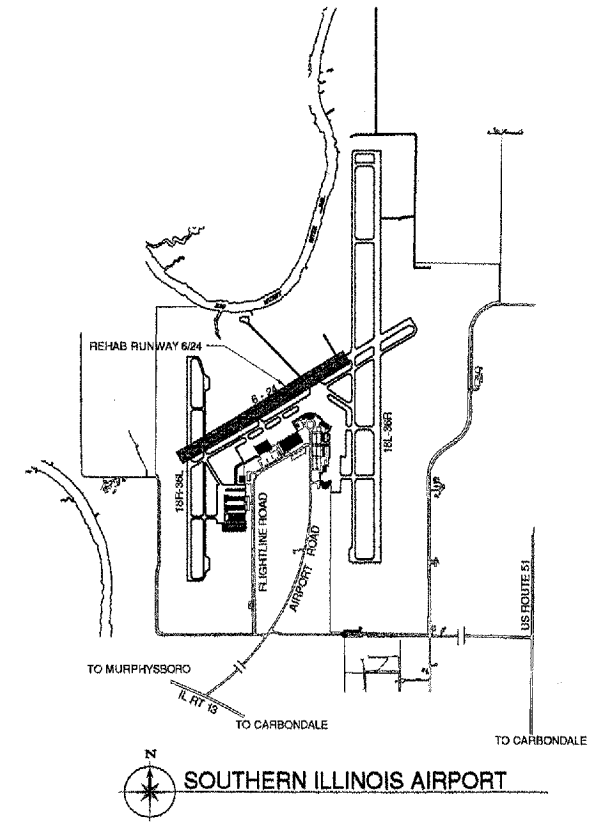 REHAB RUNWAY 6/24
6 - 24
18R-36L
18L-36R
FLIGHTLINE ROAD
AIRPORT ROAD
US ROUTE 51
TO MURPHYSBORO
IL RT 13
TO CARBONDALE
TO CARBONDALE
N
SOUTHERN ILLINOIS AIRPORT